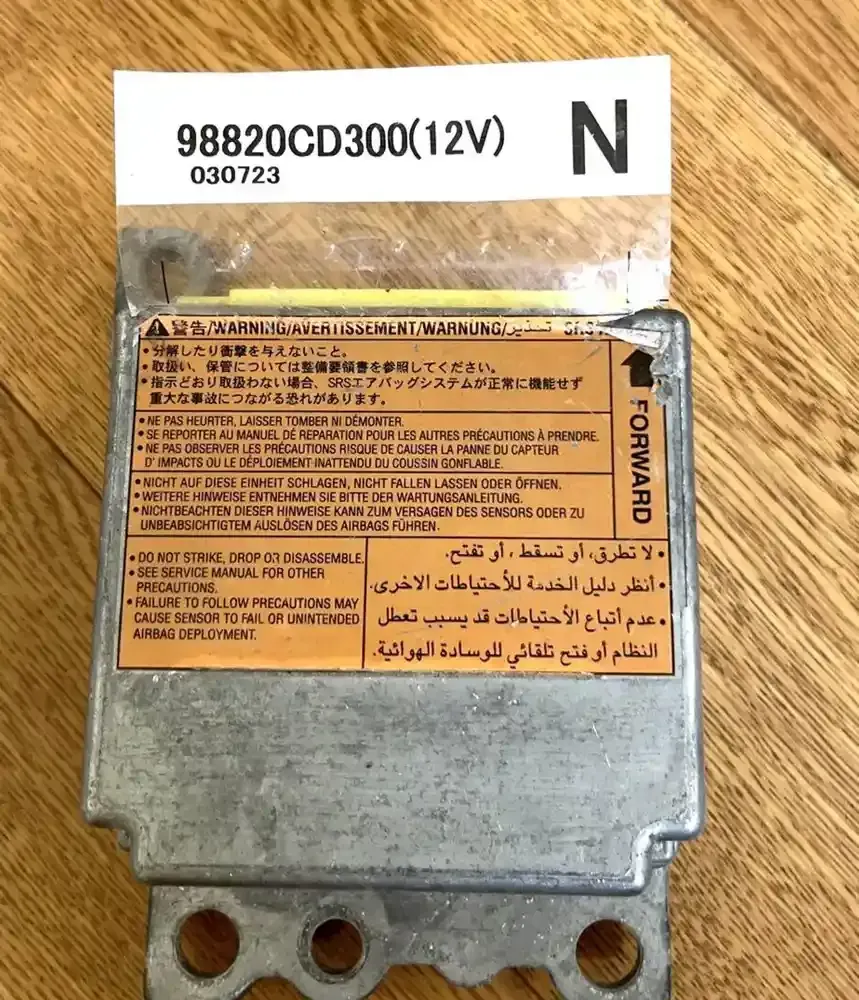 98820CD300(12V)
N
030723
警告/WARNING/AVERTISSEMENT/WARNUNG/تحذير
FORWARD
•分解したり衝撃を与えないこと。
•取扱い、保管については整備要領書を参照してください。
•指示どおり取扱わない場合、SRSエアバッグシステムが正常に機能せず
重大な事故につながる恐れがあります。
•NE PAS HEURTER, LAISSER TOMBER NI DÉMONTER.
•SE REPORTER AU MANUEL DE REPARATION POUR LES AUTRES PRÉCAUTIONS À PRENDRE.
•NE PAS OBSERVER LES PRÉCAUTIONS RISQUE DE CAUSER LA PANNE DU CAPTEUR
D' IMPACTS OU LE DÉPLOIEMENT INATTENDU DU COUSSIN GONFLABLE.
•NICHT AUF DIESE EINHEIT SCHLAGEN, NICHT FALLEN LASSEN ODER ÖFFNEN.
•WEITERE HINWEISE ENTNEHMEN SIE BITTE DER WARTUNGSANLEITUNG.
•NICHTBEACHTEN DIESER HINWEISE KANN ZUM VERSAGEN DES SENSORS ODER ZU
UNBEABSICHTIGTEM AUSLÖSEN DES AIRBAGS FÜHREN.
•DO NOT STRIKE, DROP OR DISASSEMBLE.
•SEE SERVICE MANUAL FOR OTHER
PRECAUTIONS.
•FAILURE TO FOLLOW PRECAUTIONS MAY
CAUSE SENSOR TO FAIL OR UNINTENDED
AIRBAG DEPLOYMENT.
•لا تطرق، أو تسقط، أو تفتح.
•أنظر دليل الخدمة للأحتياطات الاخرى.
•عدم أتباع الأحتياطات قد يسبب تعطل
النظام أو فتح تلقائي للوسادة الهوائية.